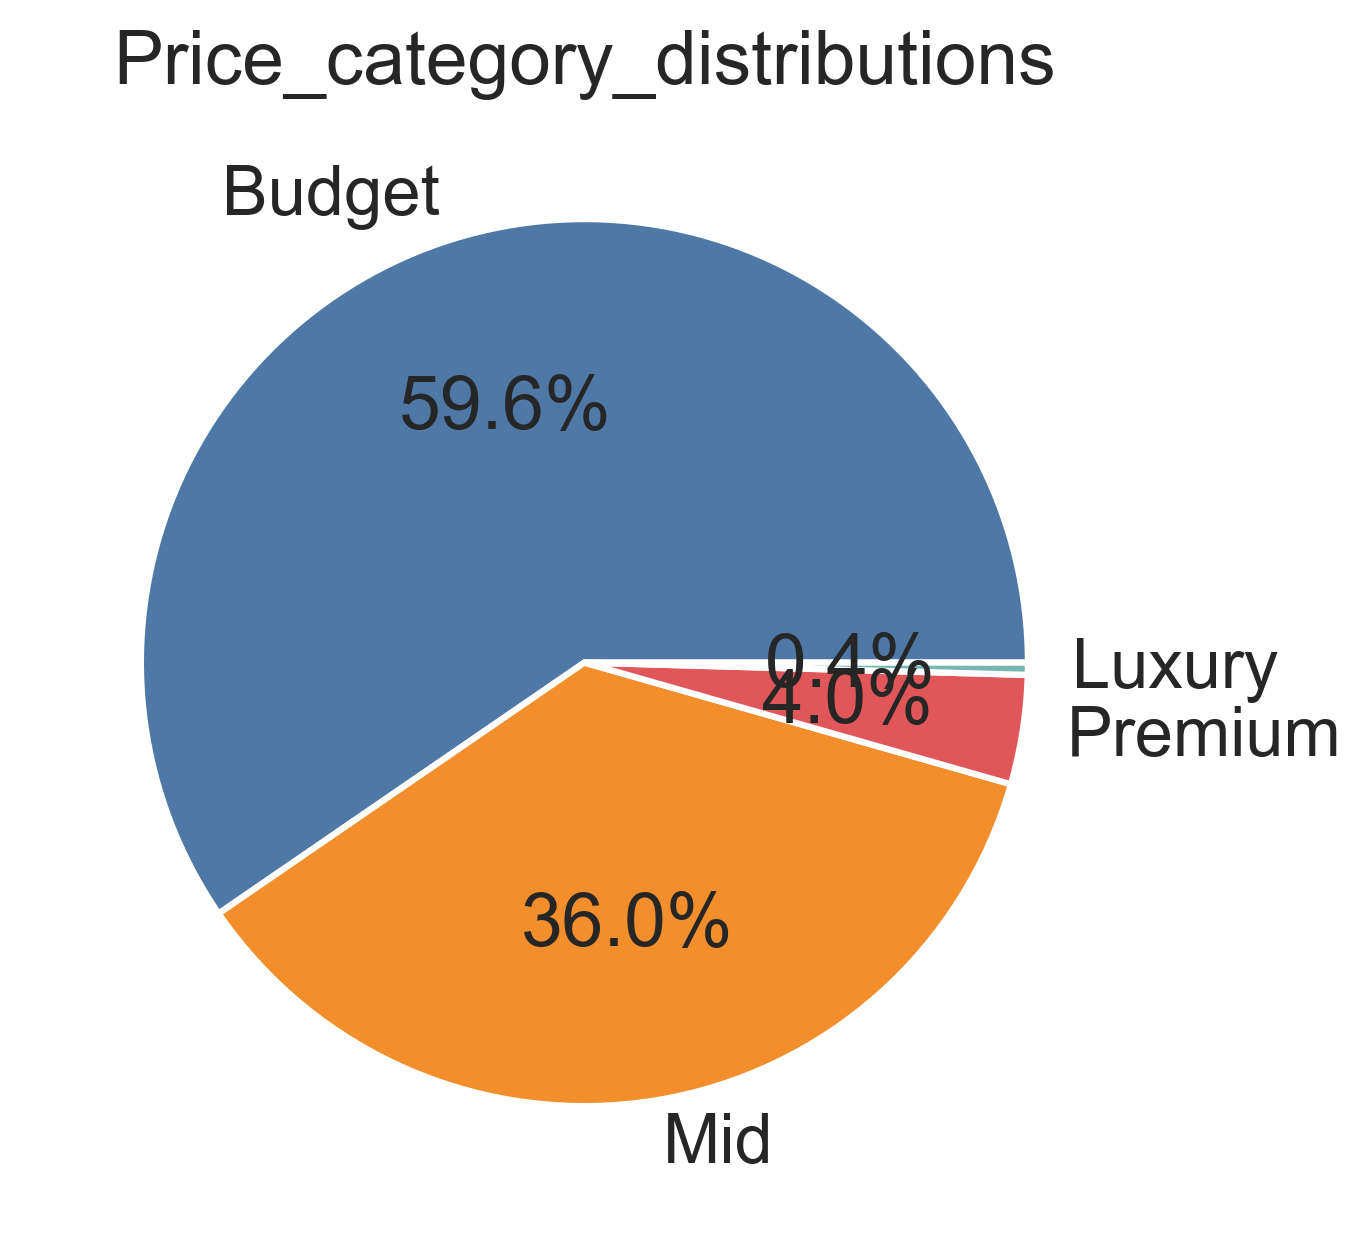 Price_category_distributions
Budget
59.6%
0.4%
Luxury
4.0%
Premium
36.0%
Mid